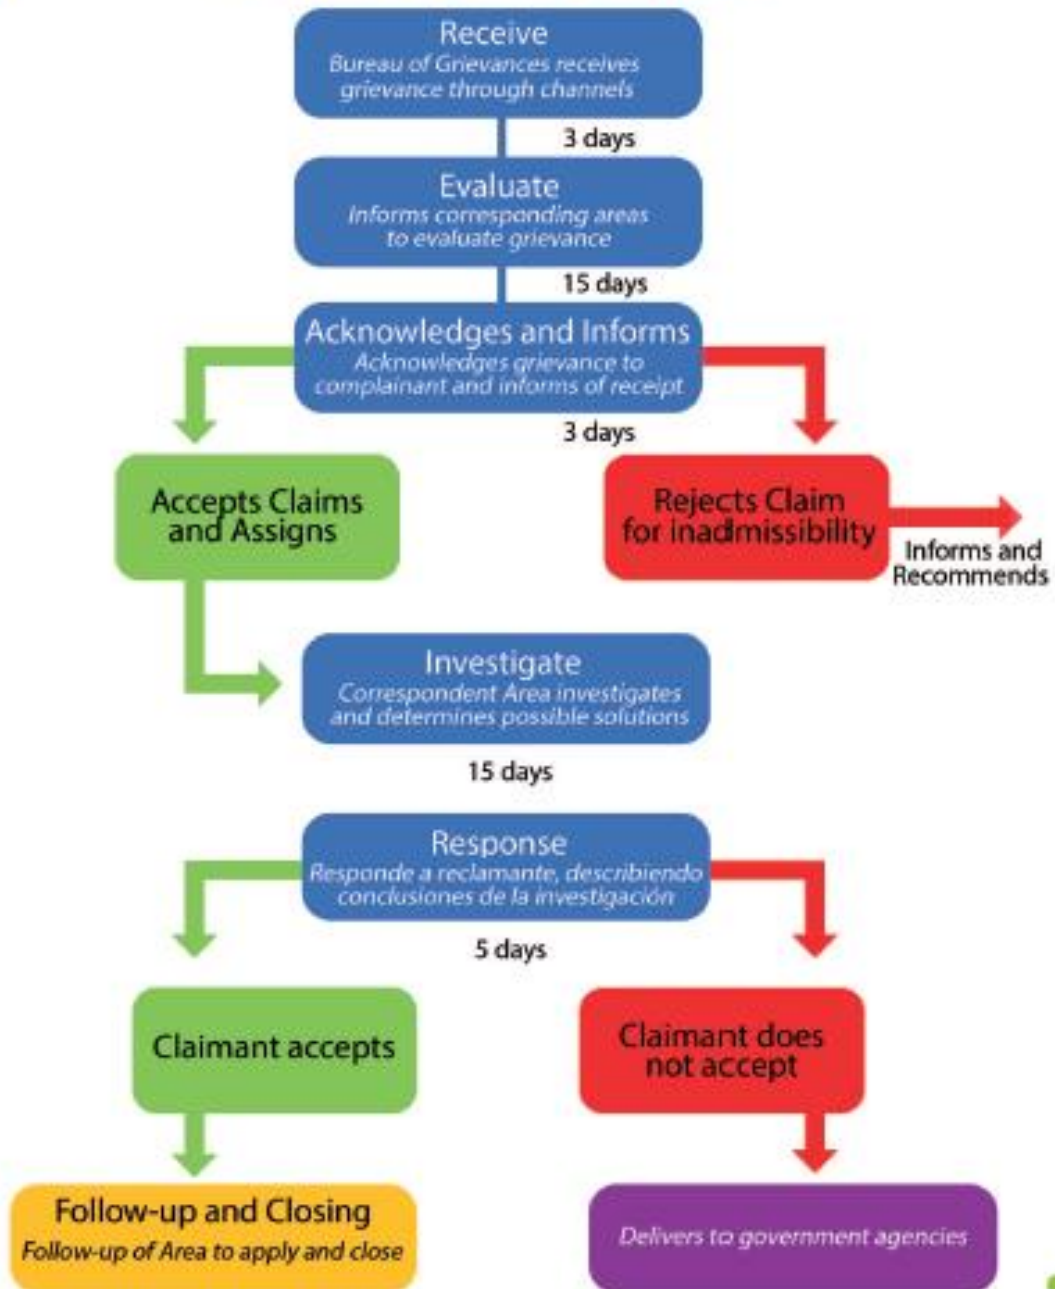 Receive
Bureau of Grievances receives
grievance through channels
3 days
Evaluate
Informs corresponding areas
to evaluate grievance
15 days
Acknowledges and Informs
Acknowledges grievance to
complainant and informs of receipt
3 days
Accepts Claims
and Assigns
Rejects Claim
for inadmissibility
Informs and
Recommends
Investigate
Correspondent Area investigates
and determines possible solutions
15 days
Response
Responde a reclamante, describiendo
conclusiones de la investigación
5 days
Claimant accepts
Claimant does
not accept
Follow-up and Closing
Follow-up of Area to apply and close
Delivers to government agencies